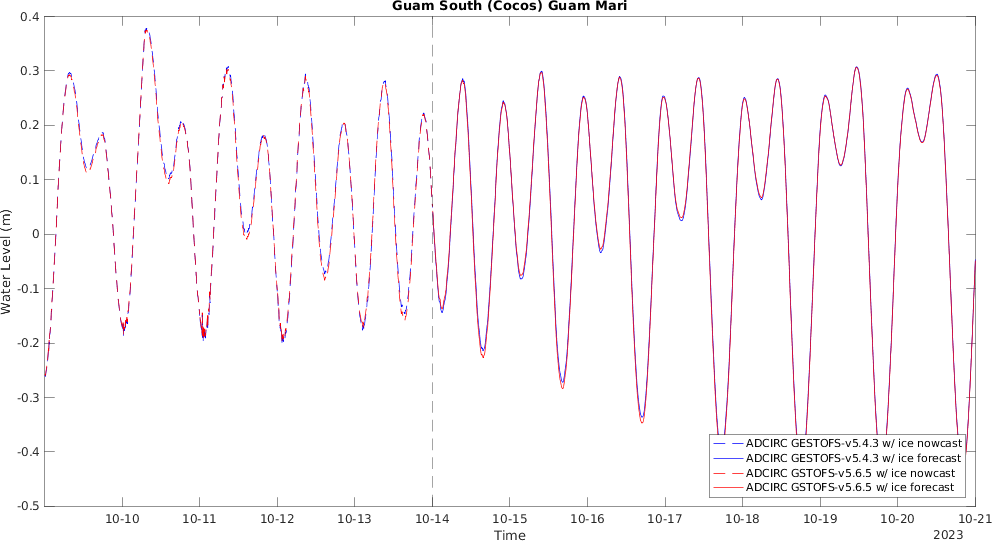 Guam South (Cocos) Guam Mari
0.4
0.3
0.2
0.1
0
-0.1
-0.2
-0.3
-0.4
-0.5
Water Level (m)
ADCIRC GESTOFS-v5.4.3 w/ ice nowcast
ADCIRC GESTOFS-v5.4.3 w/ ice forecast
ADCIRC GSTOFS-v5.6.5 w/ ice nowcast
ADCIRC GSTOFS-v5.6.5 w/ ice forecast
10-10 10-11 10-12 10-13 10-14 10-15 10-16 10-17 10-18 10-19 10-20 10-21
Time
2023